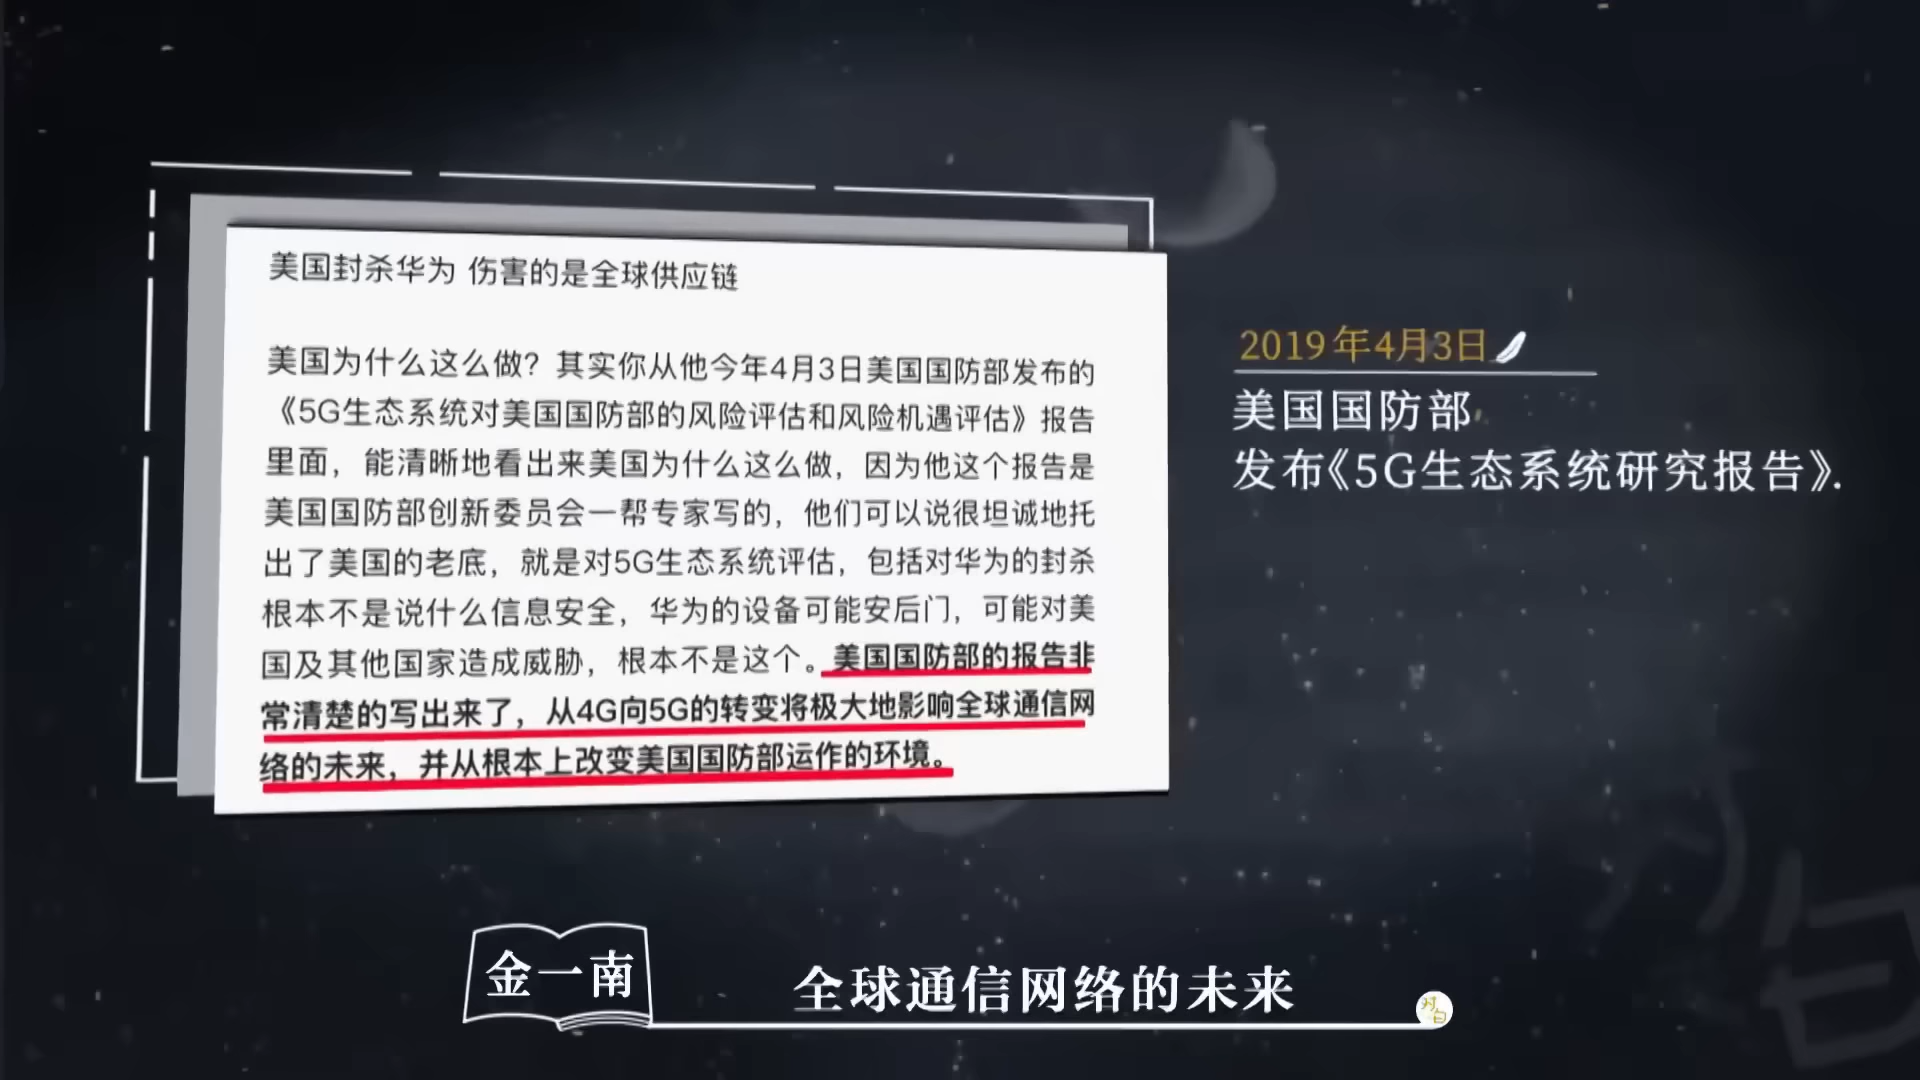 美国封杀华为 伤害的是全球供应链
美国为什么这么做？其实你从他今年4月3日美国国防部发布的
《5G生态系统对美国国防部的风险评估和风险机遇评估》报告
里面，能清晰地看出来美国为什么这么做，因为他这个报告是
美国国防部创新委员会一帮专家写的，他们可以说很坦诚地托
出了美国的老底，就是对5G生态系统评估，包括对华为的封杀
根本不是说什么信息安全，华为的设备可能安后门，可能对美
国及其他国家造成威胁，根本不是这个。美国国防部的报告非
常清楚的写出来了，从4G向5G的转变将极大地影响全球通信网
络的未来，并从根本上改变美国国防部运作的环境。
2019年4月3日
美国国防部
发布《5G生态系统研究报告》.
金一南
全球通信网络的未来
对白